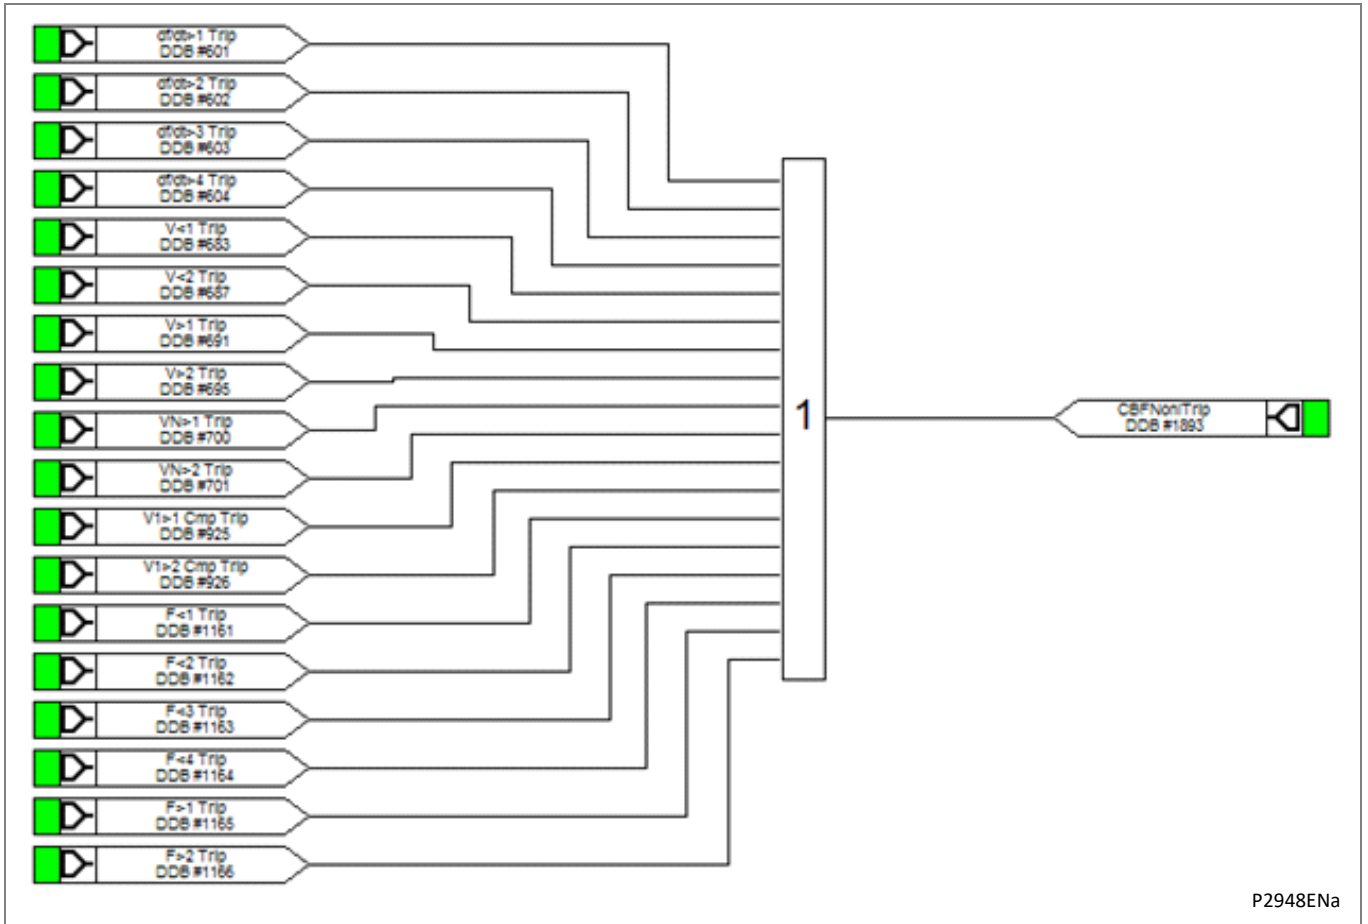 df/dt>1 Trip
DDB #601
df/dt>2 Trip
DDB #602
df/dt>3 Trip
DDB #603
df/dt>4 Trip
DDB #604
V<1 Trip
DDB #683
V<2 Trip
DDB #687
V>1 Trip
DDB #691
V>2 Trip
DDB #695
VN>1 Trip
DDB #700
VN>2 Trip
DDB #701
V1>1 Cmp Trip
DDB #925
V1>2 Cmp Trip
DDB #926
F<1 Trip
DDB #1161
F<2 Trip
DDB #1162
F<3 Trip
DDB #1163
F<4 Trip
DDB #1164
F>1 Trip
DDB #1165
F>2 Trip
DDB #1166
1
CBFNonITrip
DDB #1893
P2948ENa